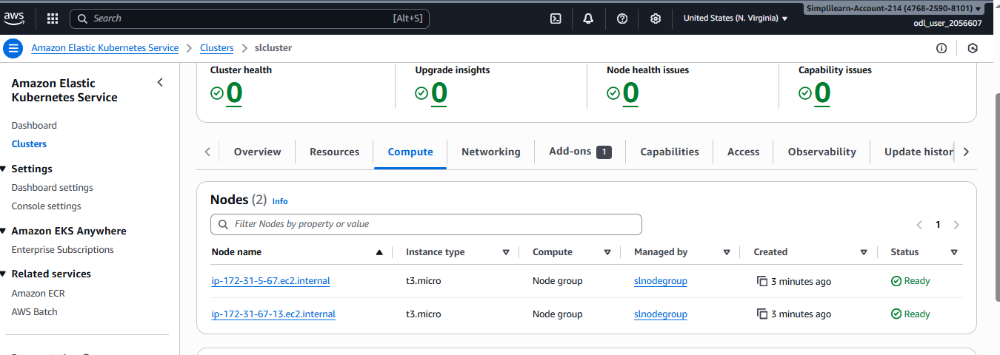 aws Search [Alt+S] United States (N. Virginia) Simplilearn-Account-214 (4768-2590-8101)
odl_user_2056607
Amazon Elastic Kubernetes Service Clusters slcluster
Amazon Elastic
Kubernetes Service
Dashboard
Clusters
Settings
Dashboard settings
Console settings
Amazon EKS Anywhere
Enterprise Subscriptions
Related services
Amazon ECR
AWS Batch
Cluster health Upgrade insights Node health issues Capability issues
0 0 0 0
Overview Resources Compute Networking Add-ons 1 Capabilities Access Observability Update histor
Nodes (2) Info
Filter Nodes by property or value 1
Node name Instance type Compute Managed by Created Status
ip-172-31-5-67.ec2.internal t3.micro Node group slnodegroup 3 minutes ago Ready
ip-172-31-67-13.ec2.internal t3.micro Node group slnodegroup 3 minutes ago Ready